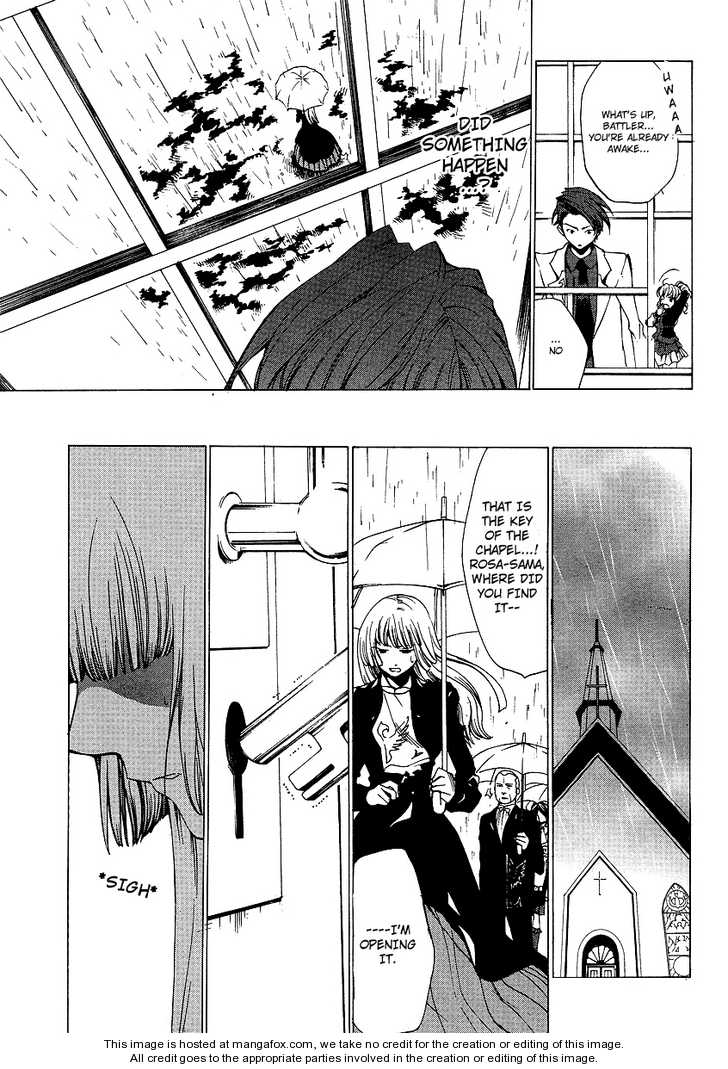 UWAAA
WHAT'S UP,
BATTLER...
YOU'RE ALREADY
AWAKE...
...
NO
DID
SOMETHING
HAPPEN
....?
THAT IS
THE KEY
OF THE
CHAPEL...!
ROSA-SAMA,
WHERE DID
YOU FIND
IT--
----I'M
OPENING
IT.
*SIGH*
This image is hosted at mangafox.com, we take no credit for the creation or editing of this image.
All credit goes to the appropriate parties involved in the creation or editing of this image.